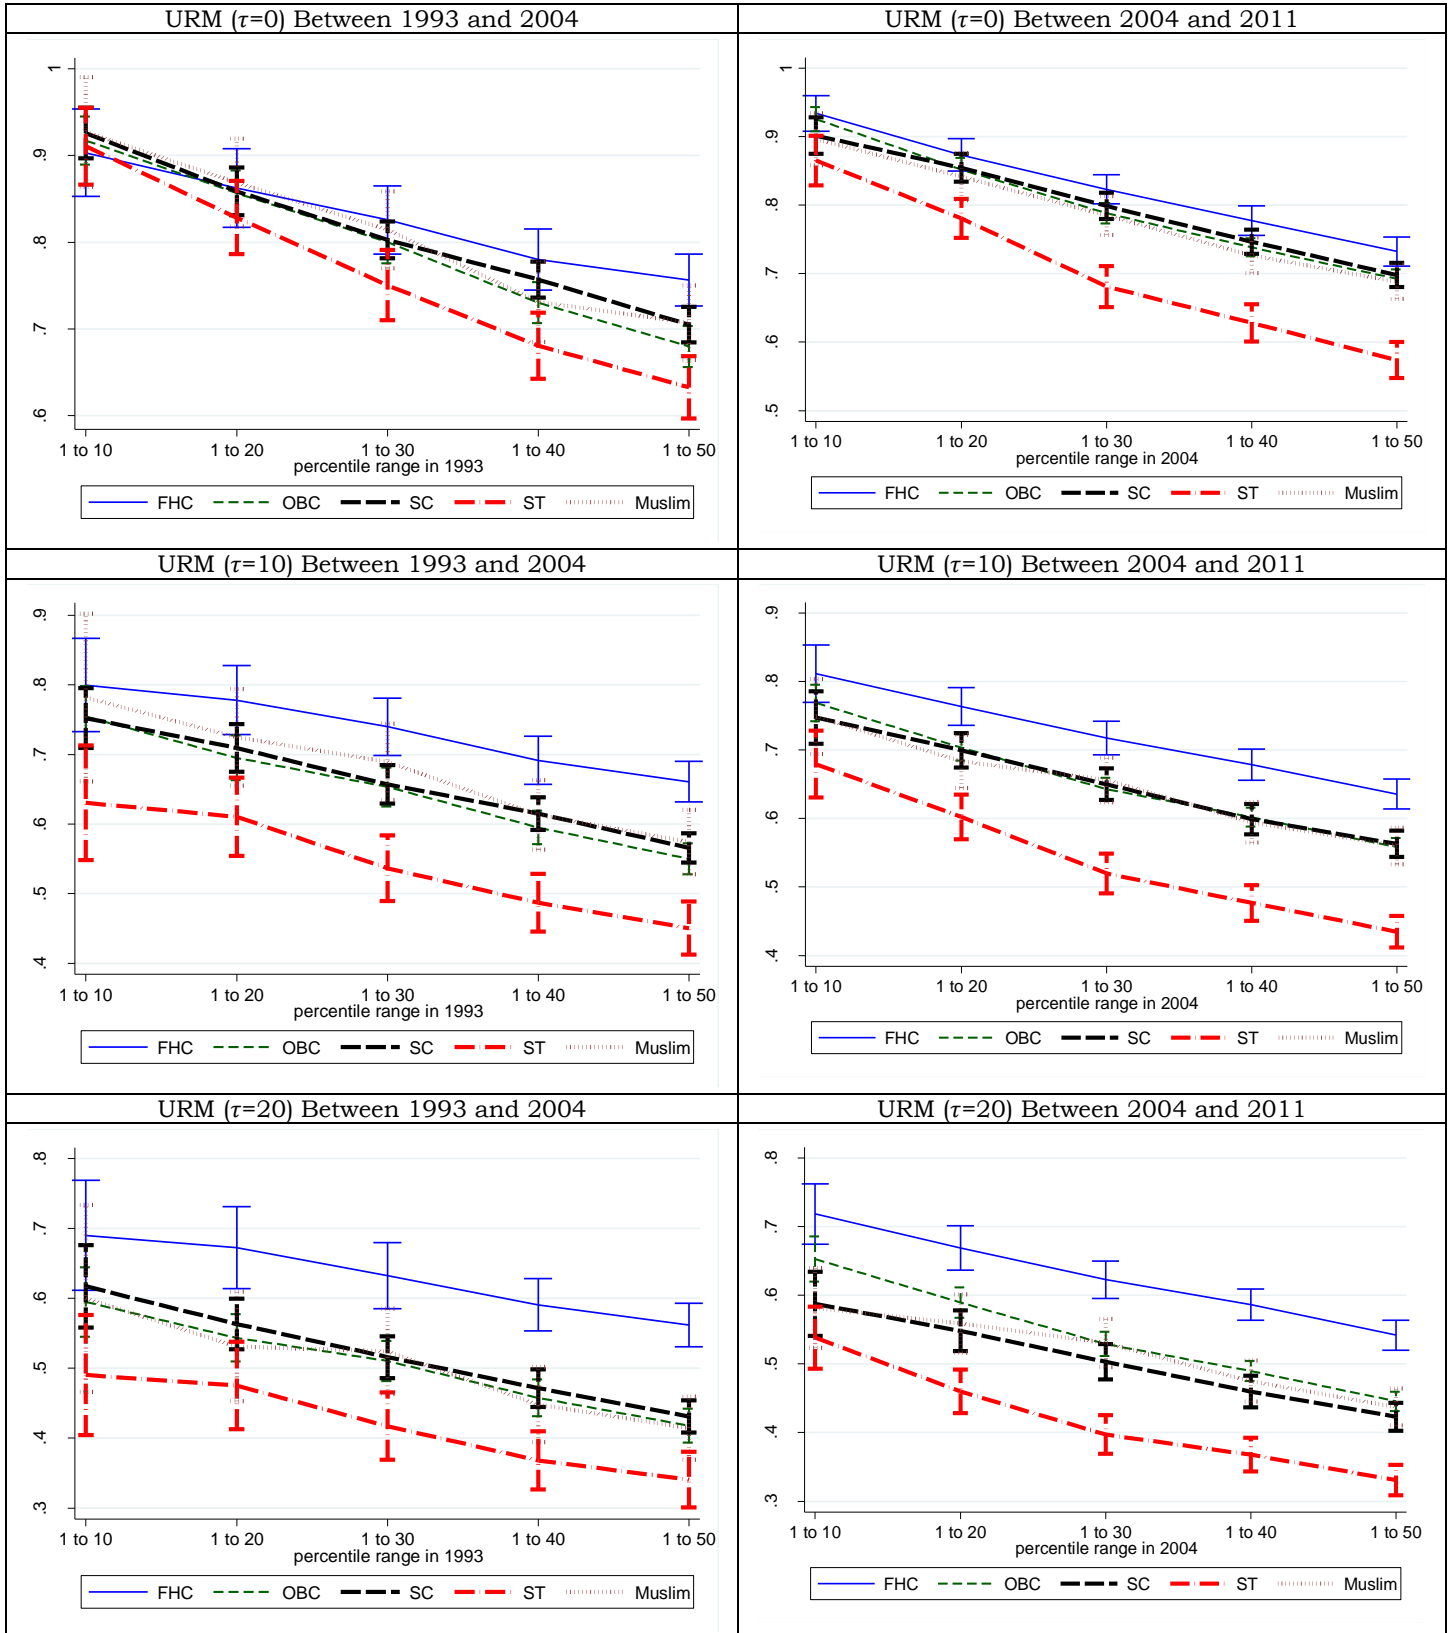 URM (τ=0) Between 1993 and 2004
1
.9
.8
.7
.6
1 to 10 1 to 20 1 to 30 1 to 40 1 to 50
percentile range in 1993
FHC OBC SC ST Muslim
URM (τ=0) Between 2004 and 2011
1
.9
.8
.7
.6
.5
1 to 10 1 to 20 1 to 30 1 to 40 1 to 50
percentile range in 2004
FHC OBC SC ST Muslim
URM (τ=10) Between 1993 and 2004
.9
.8
.7
.6
.5
.4
1 to 10 1 to 20 1 to 30 1 to 40 1 to 50
percentile range in 1993
FHC OBC SC ST Muslim
URM (τ=10) Between 2004 and 2011
.9
.8
.7
.6
.5
.4
1 to 10 1 to 20 1 to 30 1 to 40 1 to 50
percentile range in 2004
FHC OBC SC ST Muslim
URM (τ=20) Between 1993 and 2004
.8
.7
.6
.5
.4
.3
1 to 10 1 to 20 1 to 30 1 to 40 1 to 50
percentile range in 1993
FHC OBC SC ST Muslim
URM (τ=20) Between 2004 and 2011
.8
.7
.6
.5
.4
.3
1 to 10 1 to 20 1 to 30 1 to 40 1 to 50
percentile range in 2004
FHC OBC SC ST Muslim